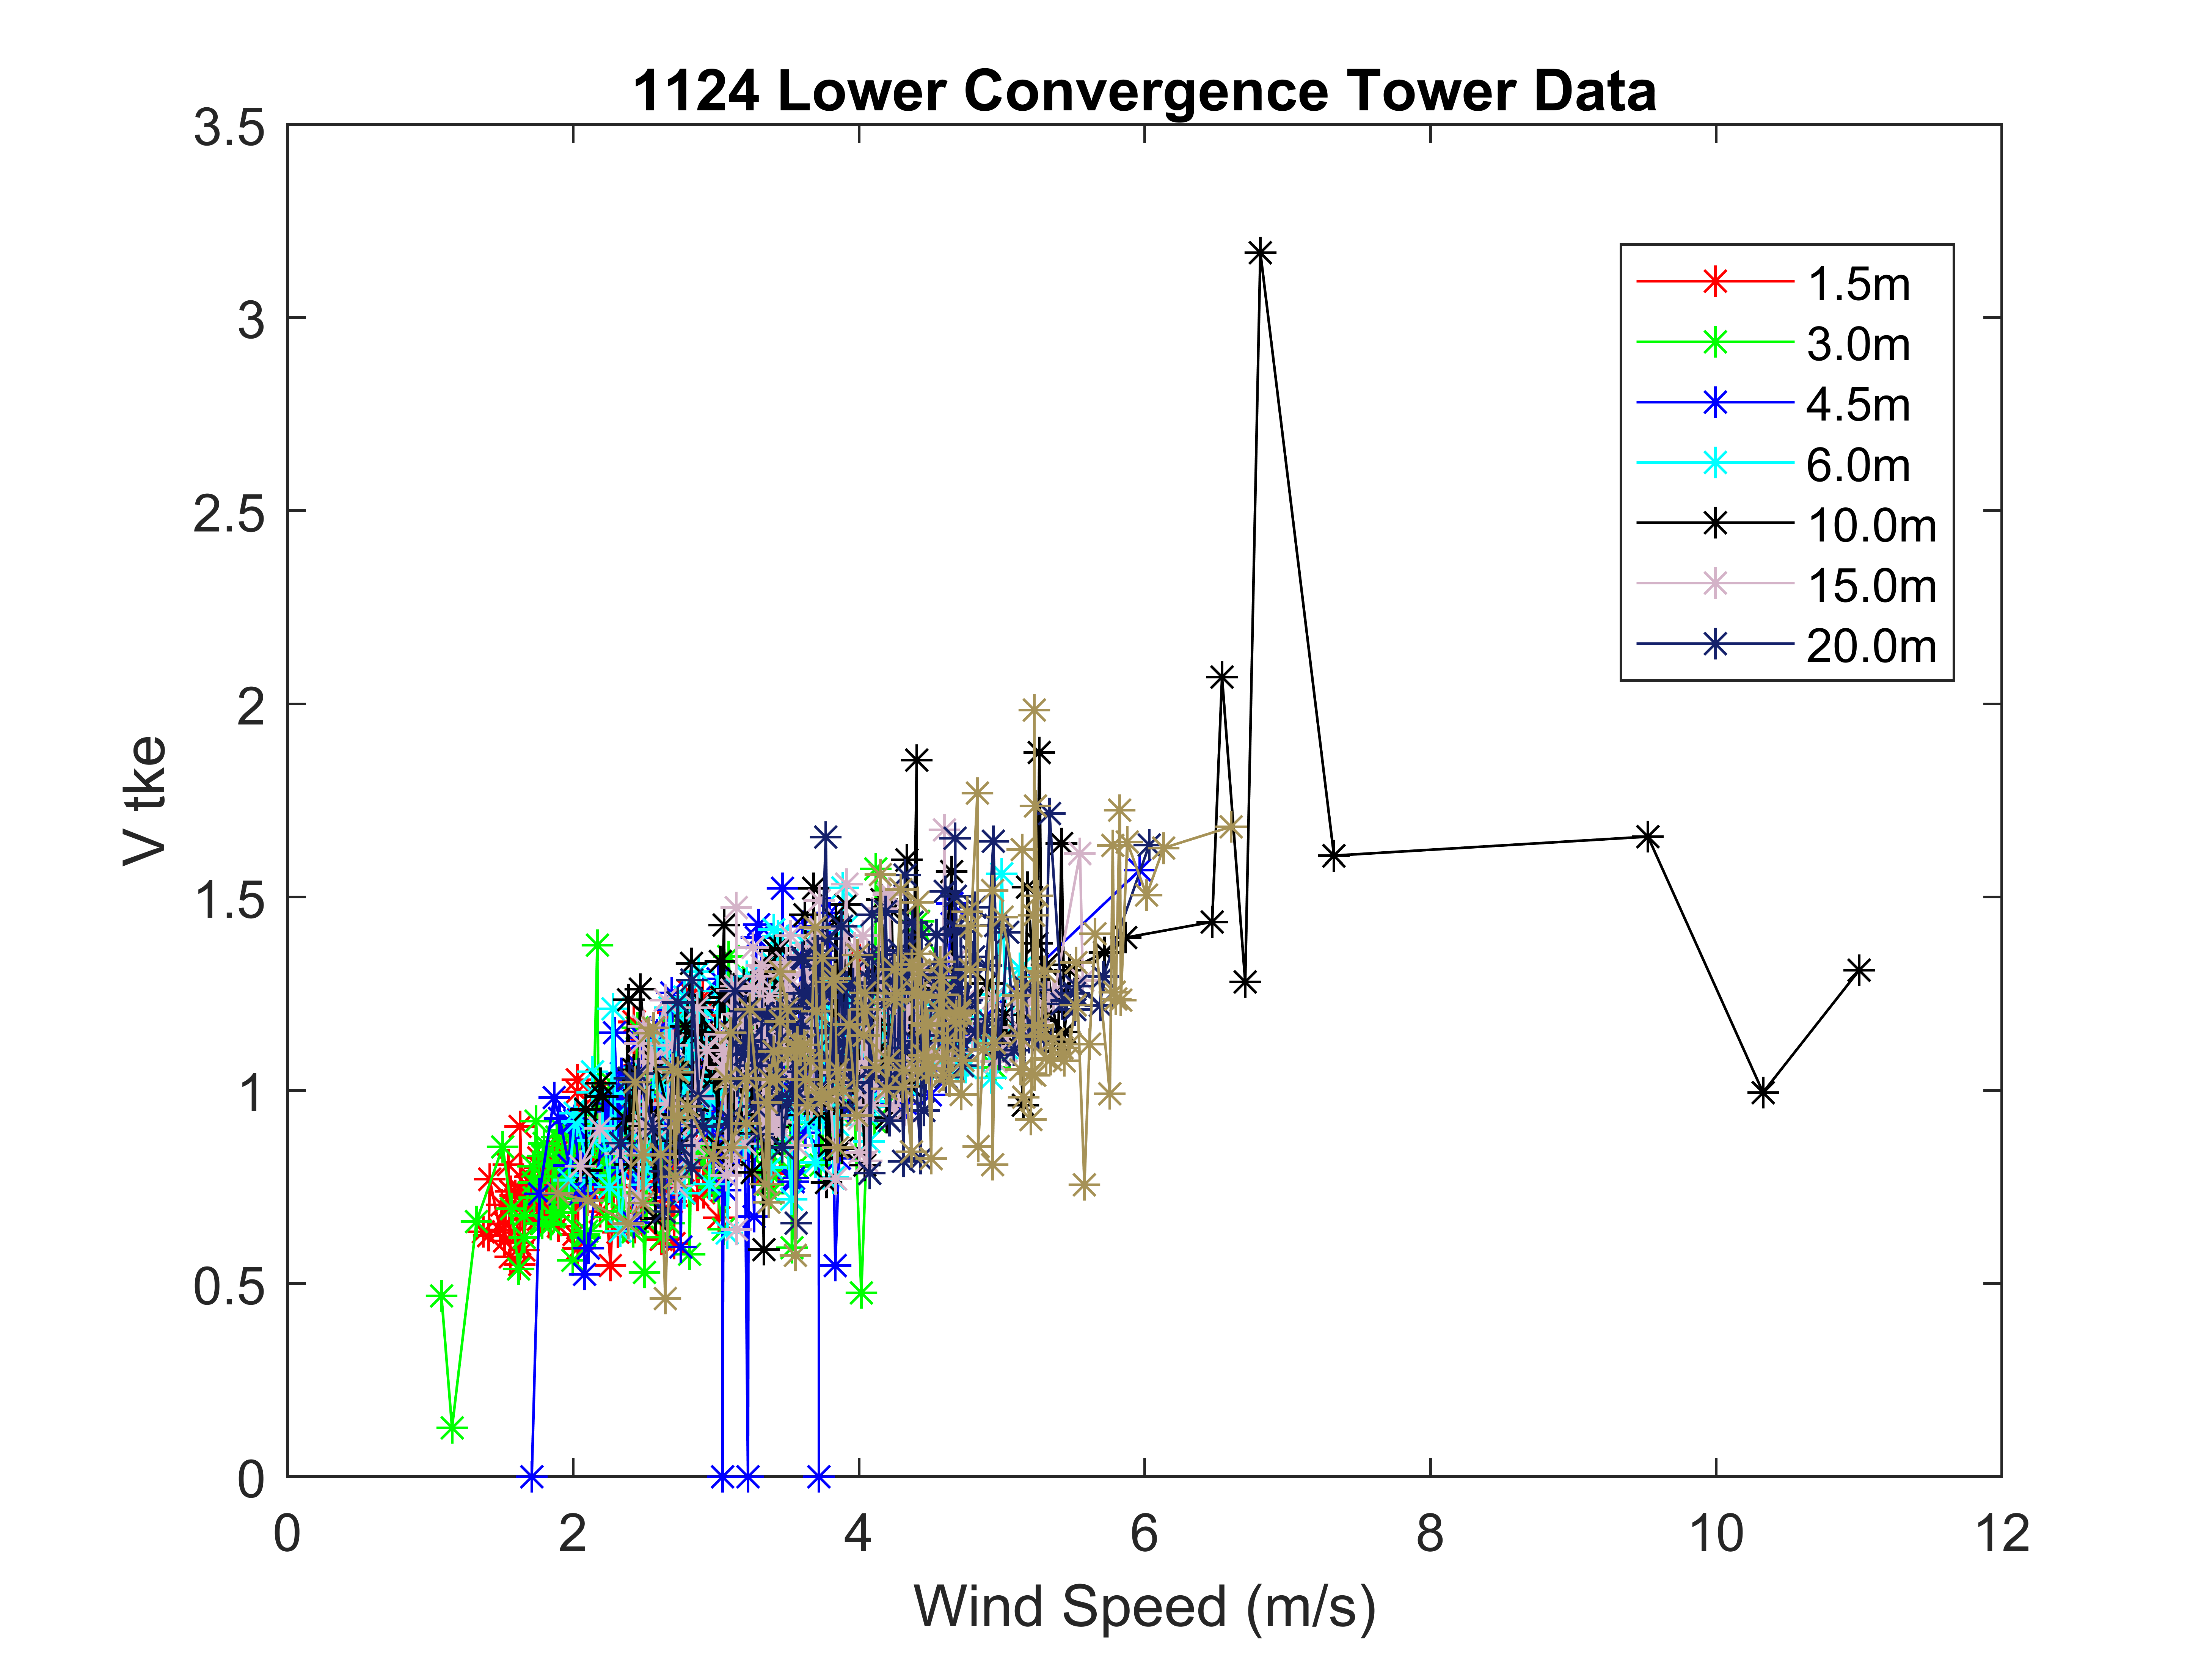 1124 Lower Convergence Tower Data
3.5
3
2.5
2
1.5
1
0.5
0
V tke
1.5m
3.0m
4.5m
6.0m
10.0m
15.0m
20.0m
0 2 4 6 8 10 12
Wind Speed (m/s)